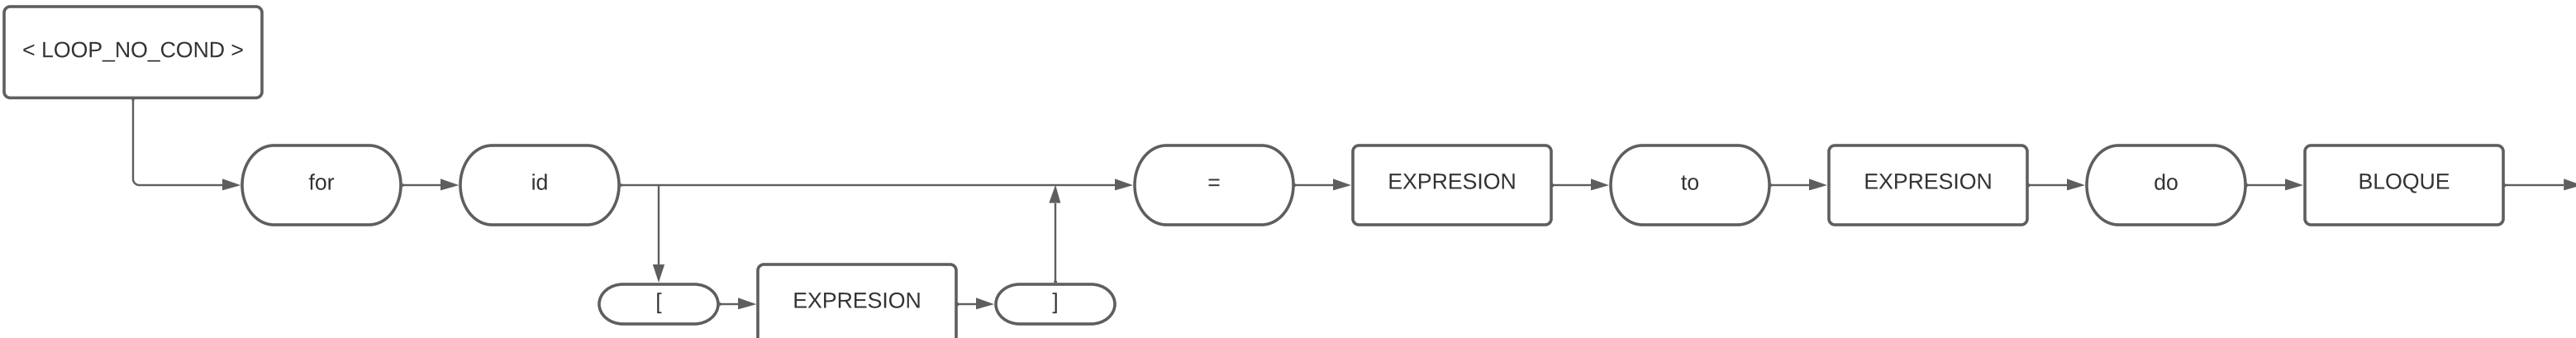 < LOOP_NO_COND >
for id = EXPRESION to EXPRESION do BLOQUE
[ EXPRESION ]